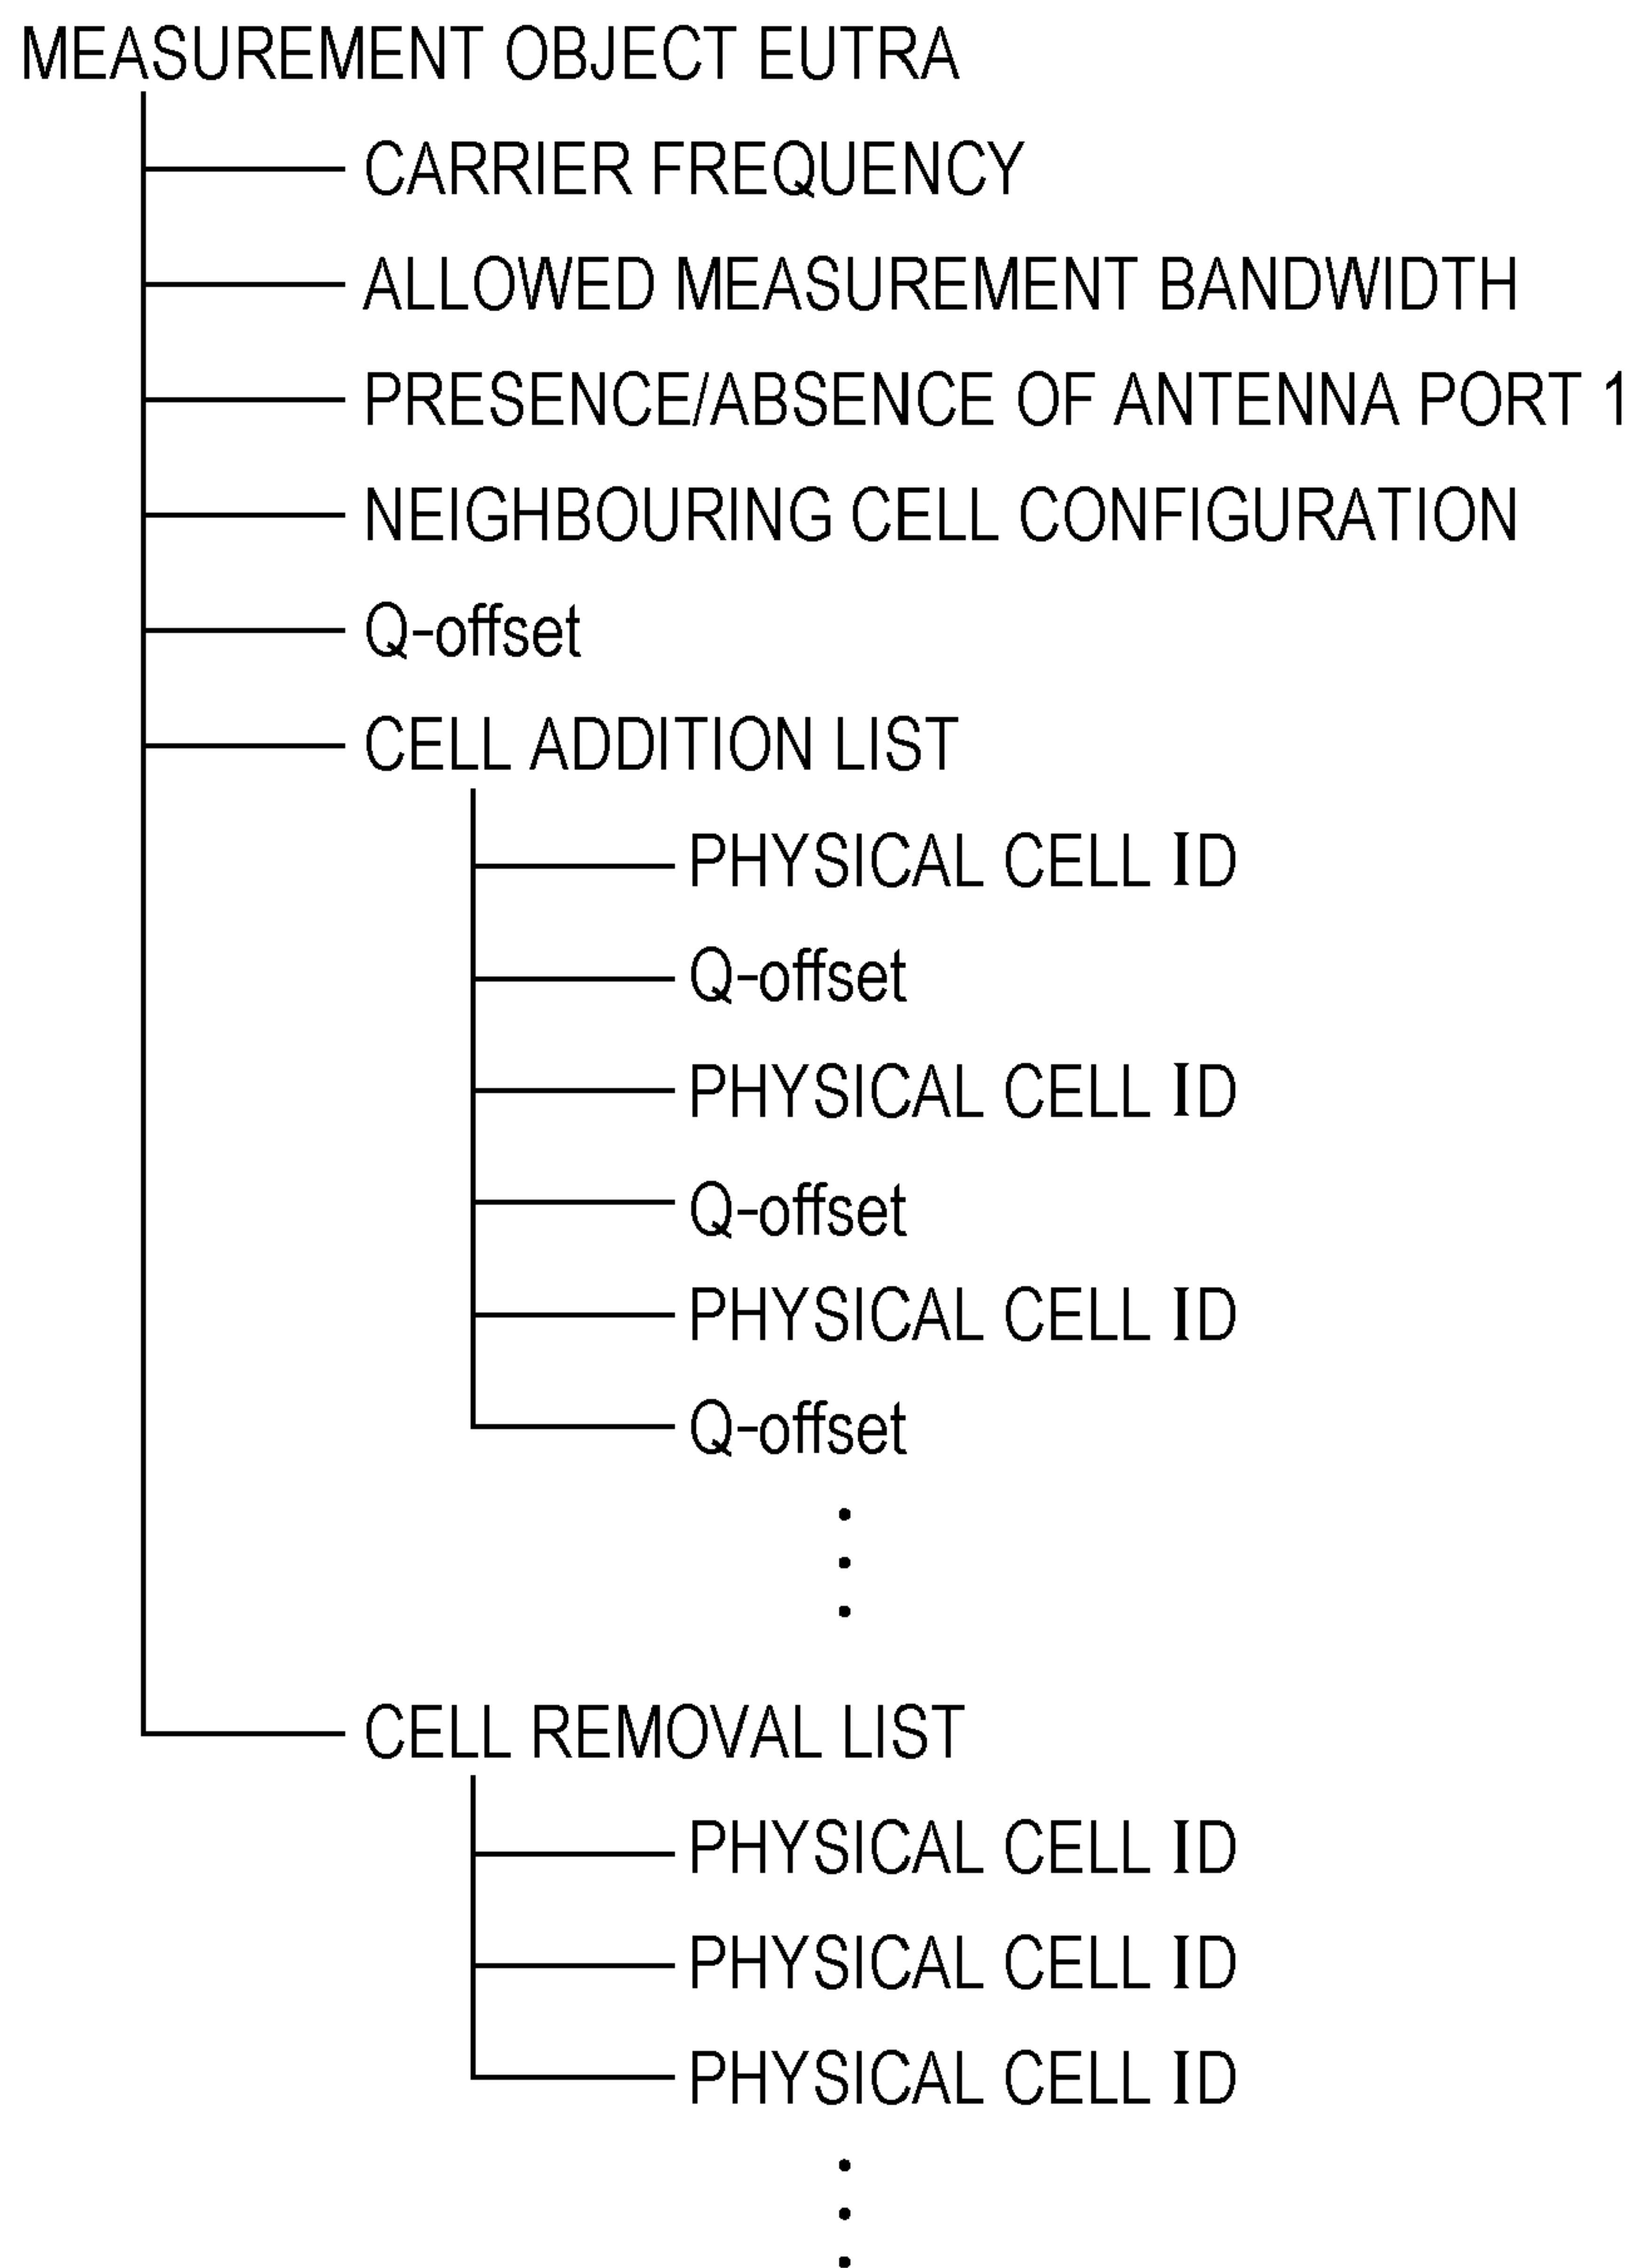 MEASUREMENT OBJECT EUTRA
CARRIER FREQUENCY
ALLOWED MEASUREMENT BANDWIDTH
PRESENCE/ABSENCE OF ANTENNA PORT 1
NEIGHBOURING CELL CONFIGURATION
Q-offset
CELL ADDITION LIST
PHYSICAL CELL ID
Q-offset
PHYSICAL CELL ID
Q-offset
PHYSICAL CELL ID
Q-offset
CELL REMOVAL LIST
PHYSICAL CELL ID
PHYSICAL CELL ID
PHYSICAL CELL ID